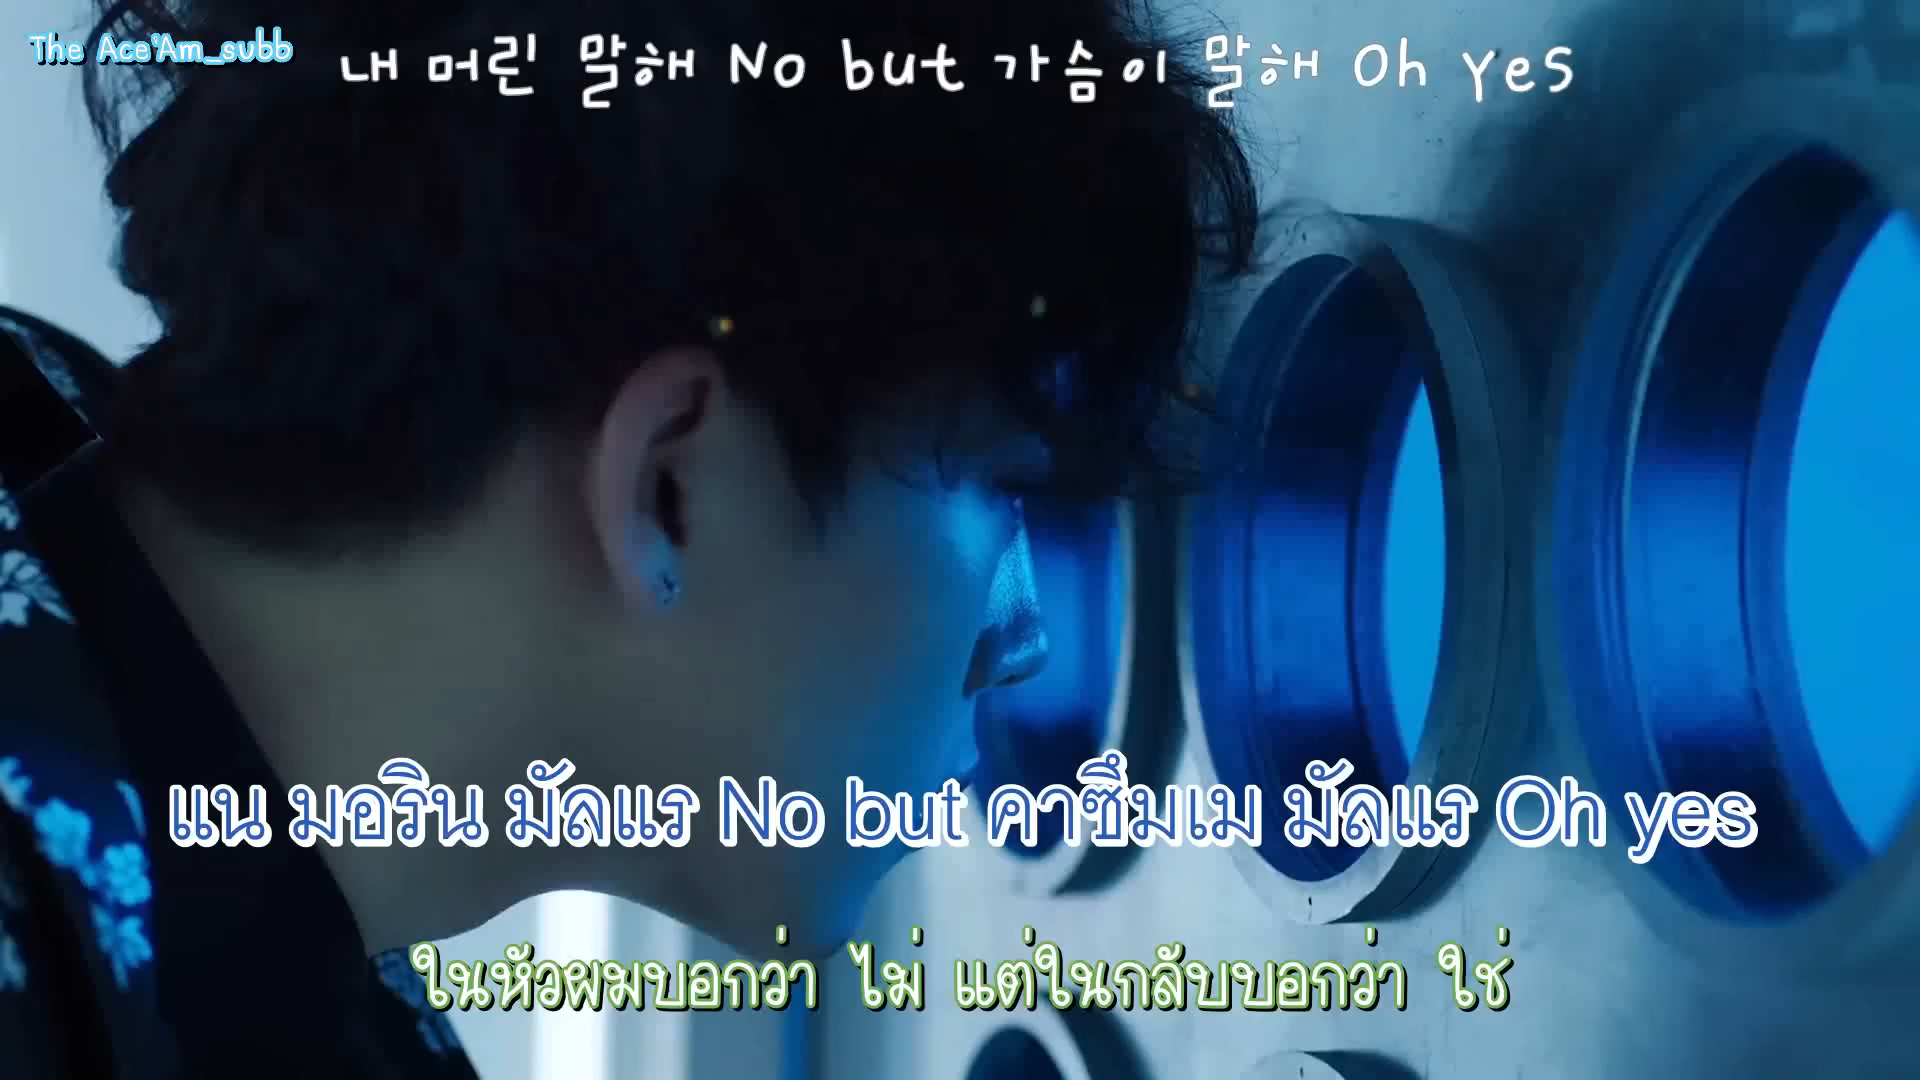 The Ace'Am_subb
내 머린 말해 No but 가슴이 말해 Oh Yes
แน มอริน มัลแร No but คาซึมเม มัลแร Oh yes
ในหัวผมบอกว่า ไม่ แต่ในกลับบอกว่า ใช่